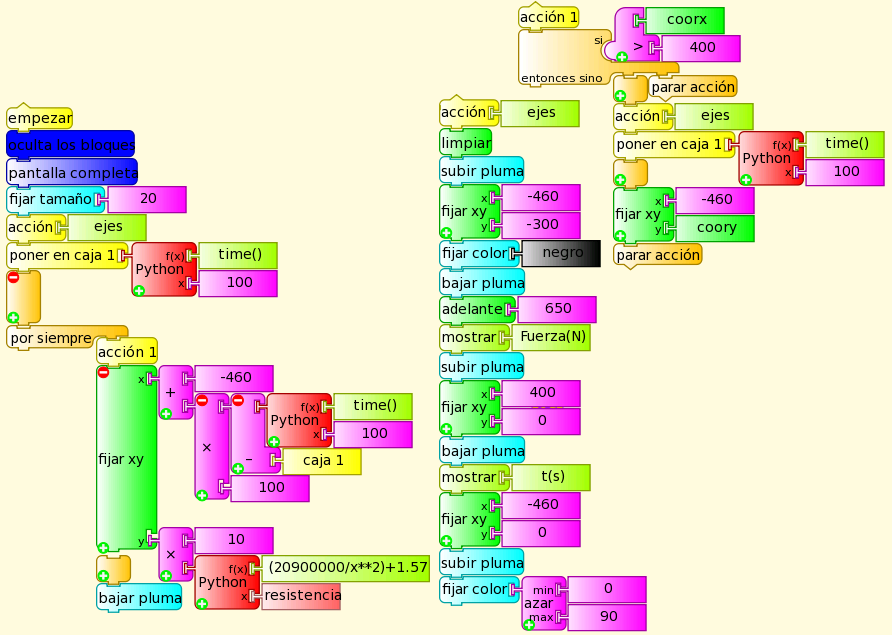 empezar
oculta los bloques
pantalla completa
fijar tamaño 20
acción ejes
poner en caja 1 Python f(x) time()
x 100
por siempre
acción 1
fijar xy x + -460
× − Python f(x) time()
x 100
caja 1
100
y × 10
Python f(x) (20900000/x**2)+1.57
x resistencia
bajar pluma
acción ejes
limpiar
subir pluma
fijar xy x -460
y -300
fijar color negro
bajar pluma
adelante 650
mostrar Fuerza(N)
subir pluma
fijar xy x 400
y 0
bajar pluma
mostrar t(s)
fijar xy x -460
y 0
subir pluma
fijar color azar min 0
max 90
acción 1
si coorx
> 400
entonces sino
parar acción
acción ejes
poner en caja 1 Python f(x) time()
x 100
fijar xy x -460
y coory
parar acción